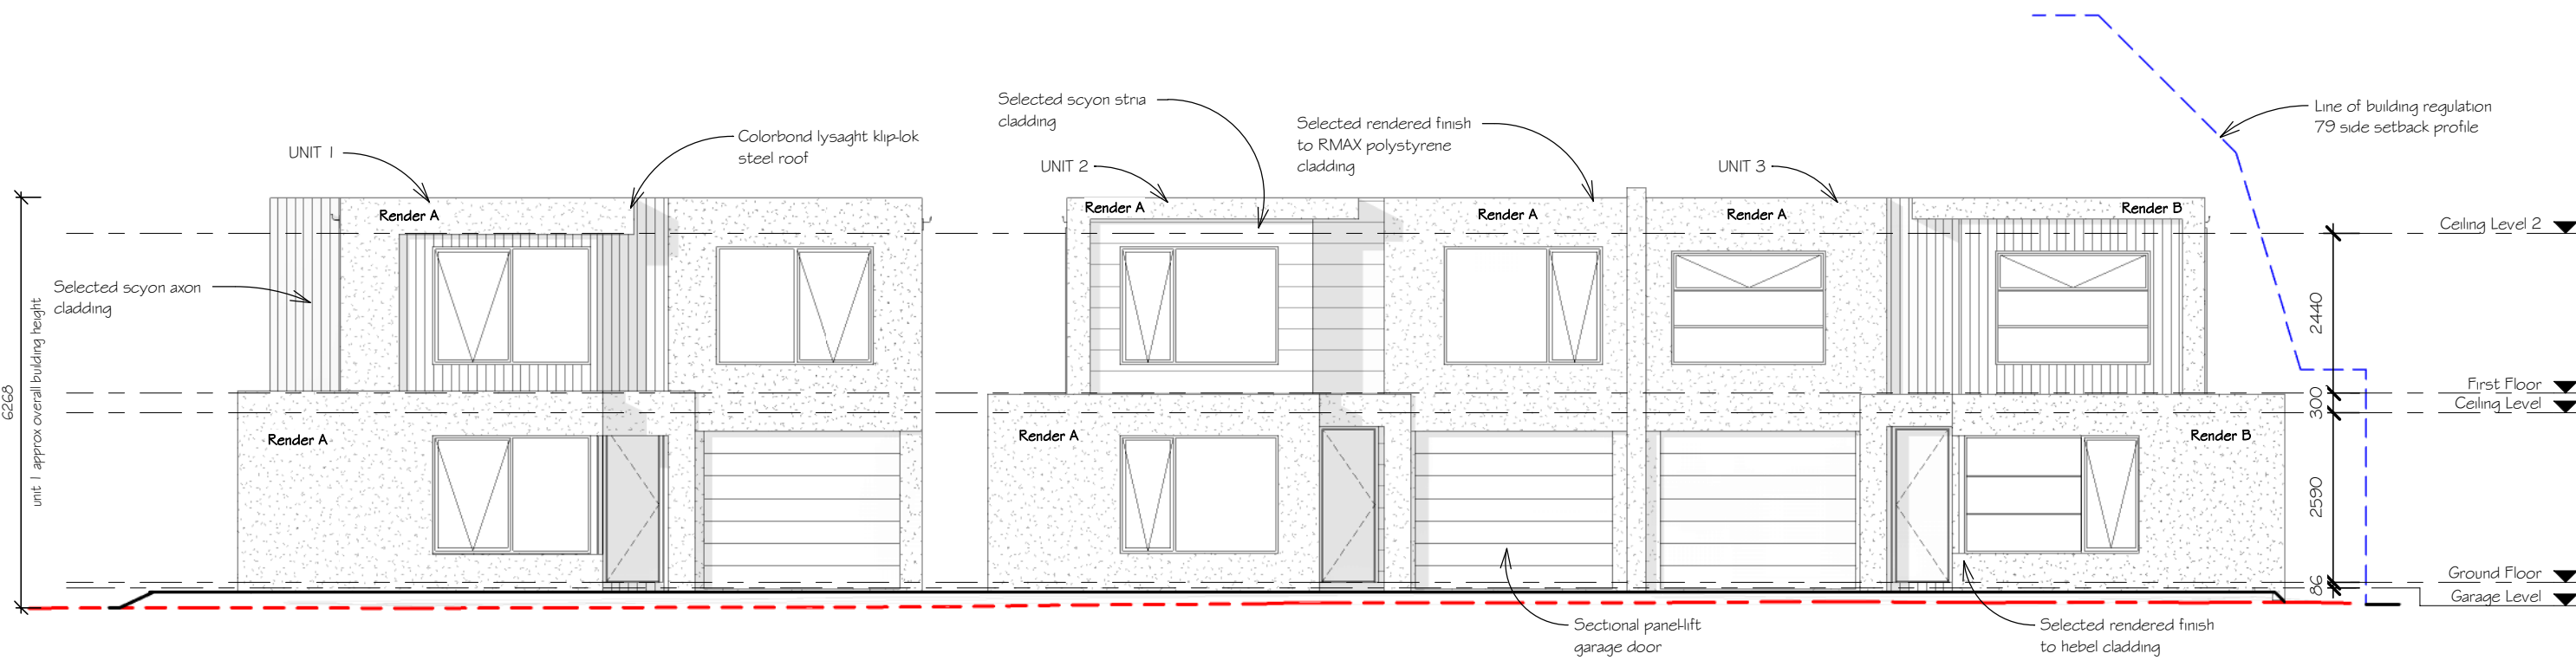 Selected scyon stria
cladding
Selected rendered finish
to RMAX polystyrene
cladding
Line of building regulation
79 side setback profile
Colorbond lysaght klip-lok
steel roof
UNIT 1
UNIT 2
UNIT 3
Render A
Render A
Render A
Render A
Render B
Ceiling Level 2
Selected scyon axon
cladding
unit 1 approx overall building height
6268
2440
First Floor
300
Ceiling Level
Render A
Render A
Render B
2590
Ground Floor
86
Garage Level
Sectional panel-lift
garage door
Selected rendered finish
to hebel cladding